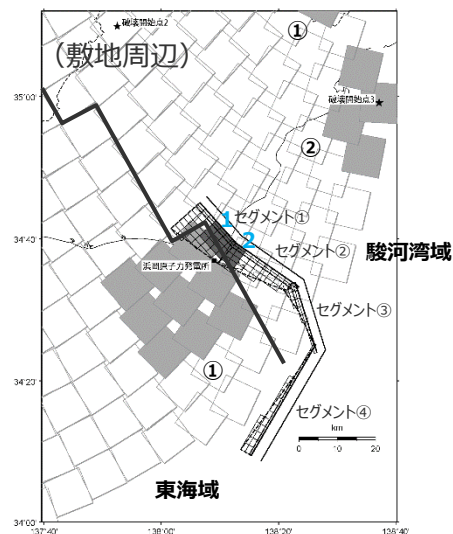 ①
★破壊開始点2
（敷地周辺）
35°00'
破壊開始点3★
②
1
セグメント①
2
34°40'
セグメント②
駿河湾域
浜岡原子力発電所
セグメント③
①
34°20'
セグメント④
km
0 10 20
東海域
34°00'
137°40' 138°00' 138°20' 138°40'